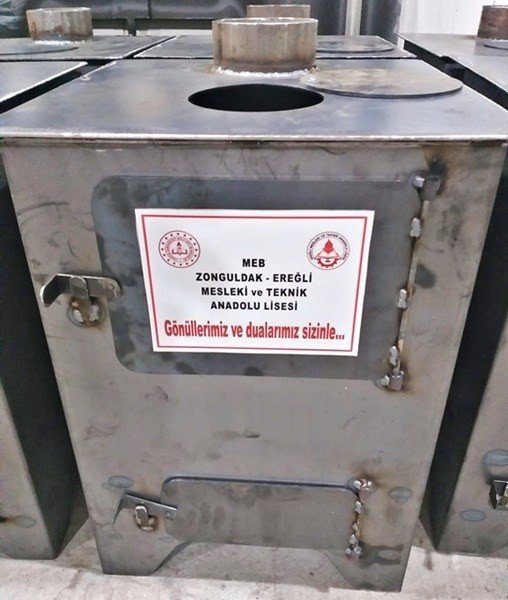 MEB
ZONGULDAK - EREĞLİ
MESLEKİ ve TEKNİK
ANADOLU LİSESİ
Gönüllerimiz ve dualarımız sizinle...